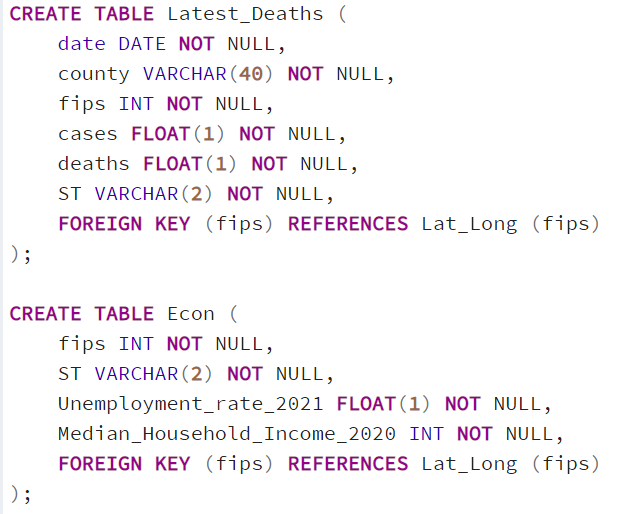 CREATE TABLE Latest_Deaths (
    date DATE NOT NULL,
    county VARCHAR(40) NOT NULL,
    fips INT NOT NULL,
    cases FLOAT(1) NOT NULL,
    deaths FLOAT(1) NOT NULL,
    ST VARCHAR(2) NOT NULL,
    FOREIGN KEY (fips) REFERENCES Lat_Long (fips)
);

CREATE TABLE Econ (
    fips INT NOT NULL,
    ST VARCHAR(2) NOT NULL,
    Unemployment_rate_2021 FLOAT(1) NOT NULL,
    Median_Household_Income_2020 INT NOT NULL,
    FOREIGN KEY (fips) REFERENCES Lat_Long (fips)
);